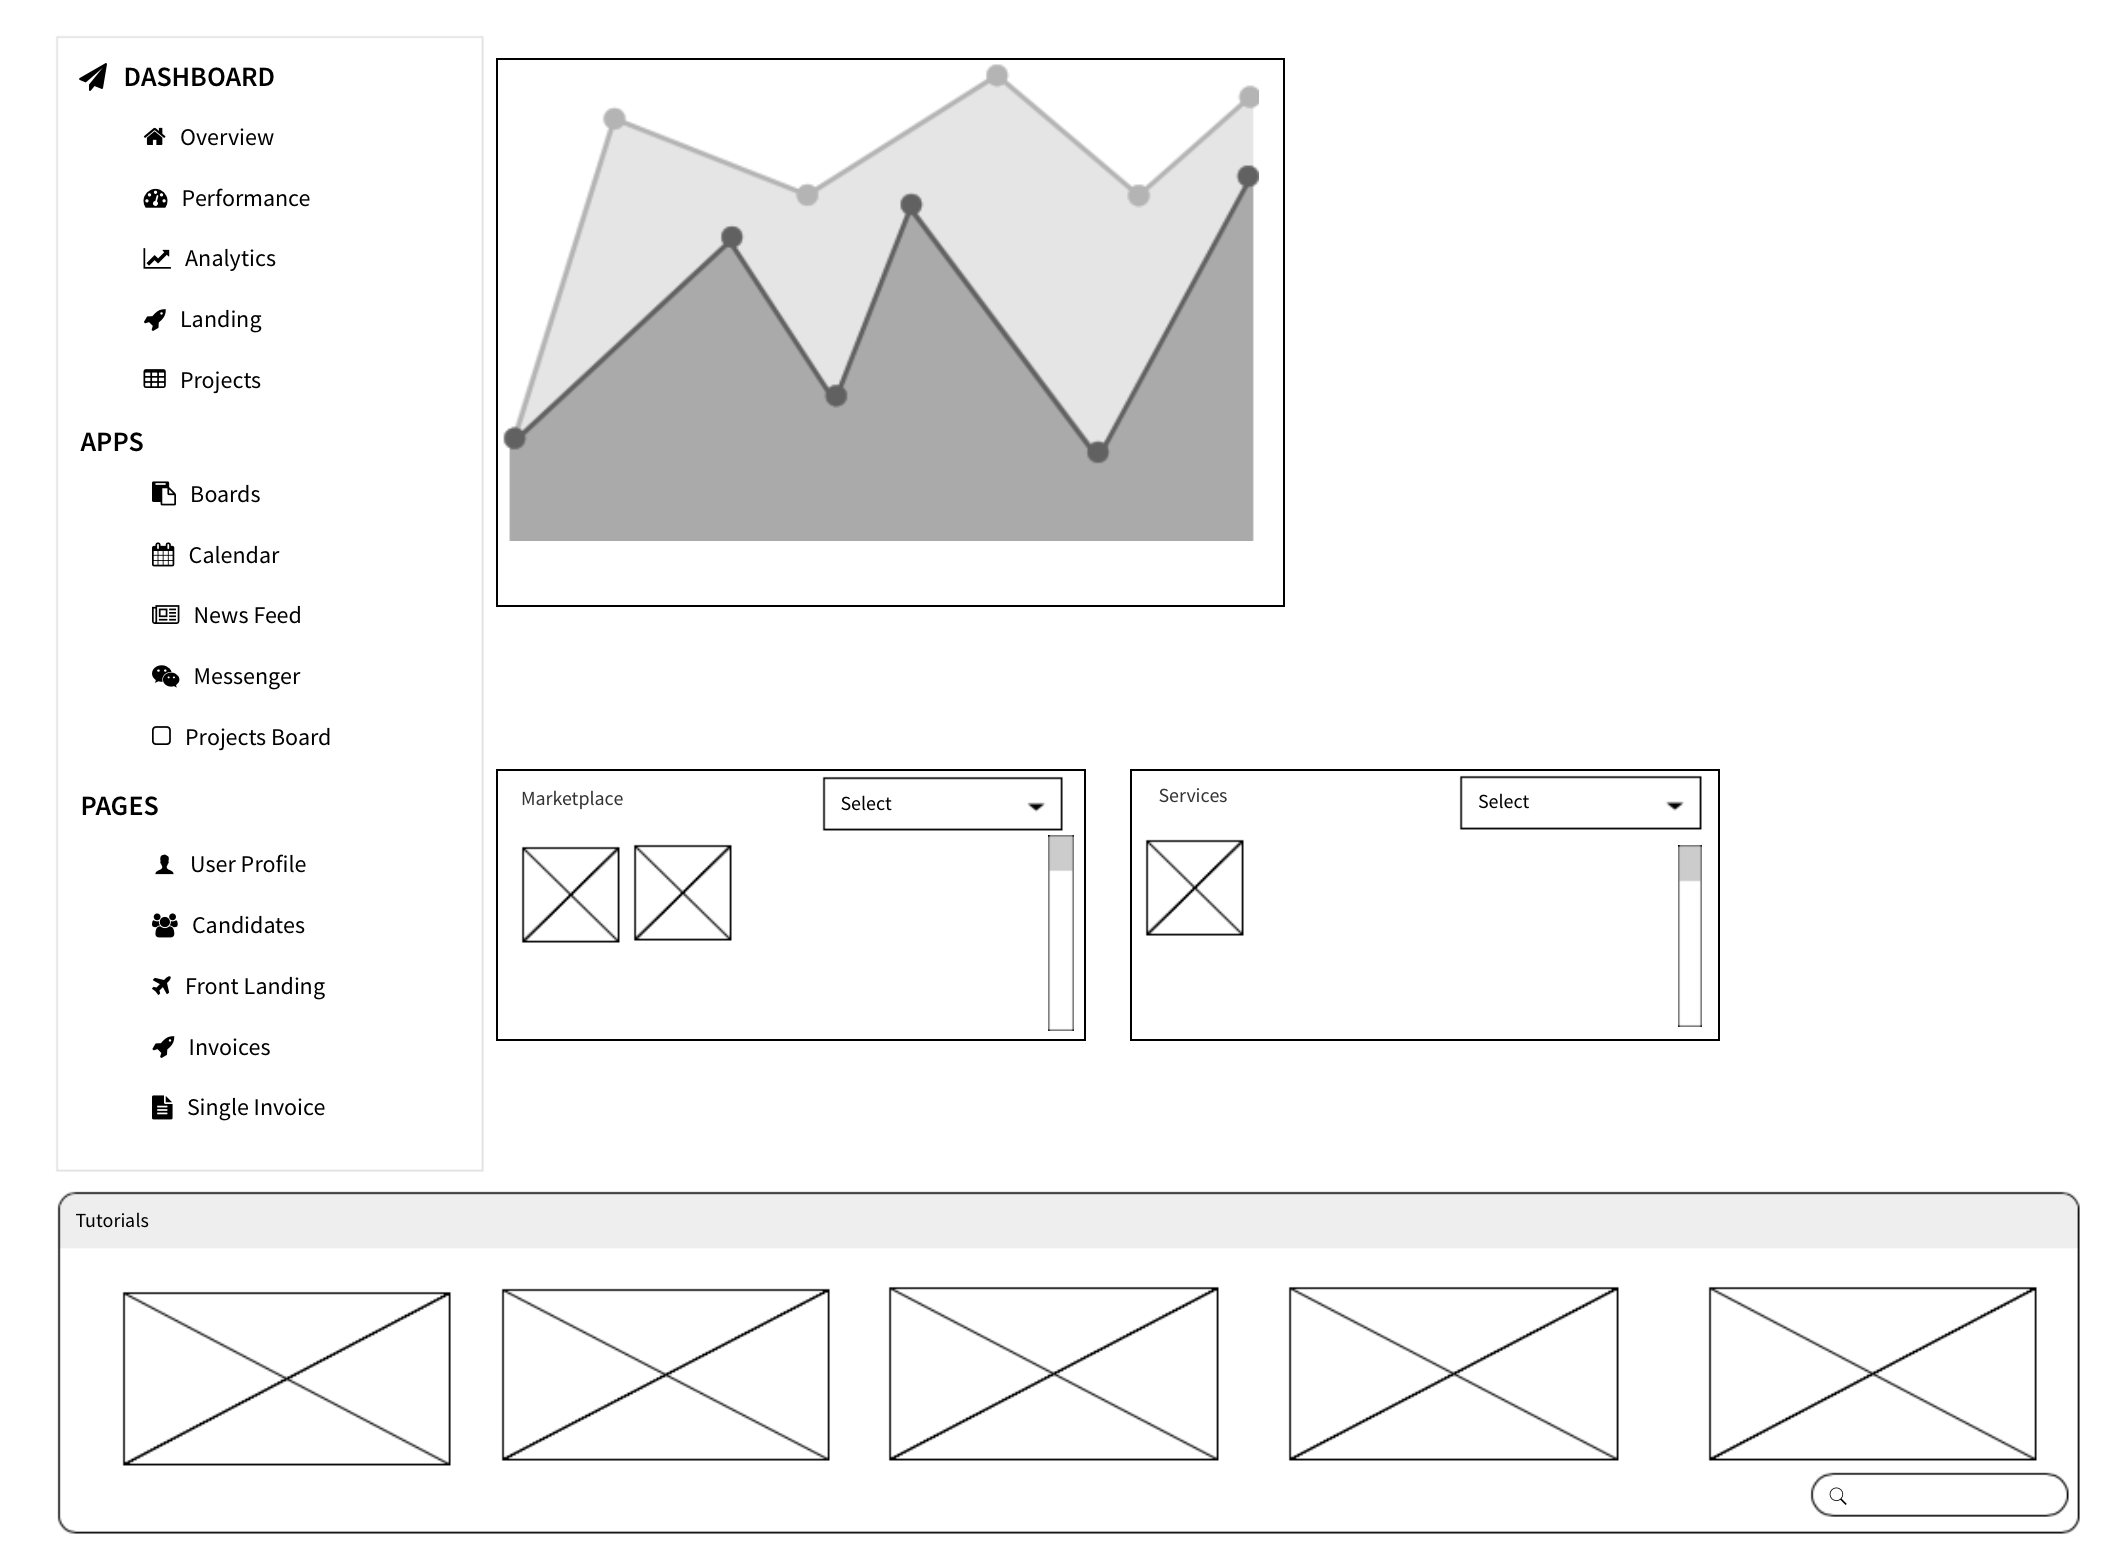 DASHBOARD
Overview
Performance
Analytics
Landing
Projects
APPS
Boards
Calendar
News Feed
Messenger
Projects Board
PAGES
User Profile
Candidates
Front Landing
Invoices
Single Invoice
Marketplace
Select
Services
Select
Tutorials